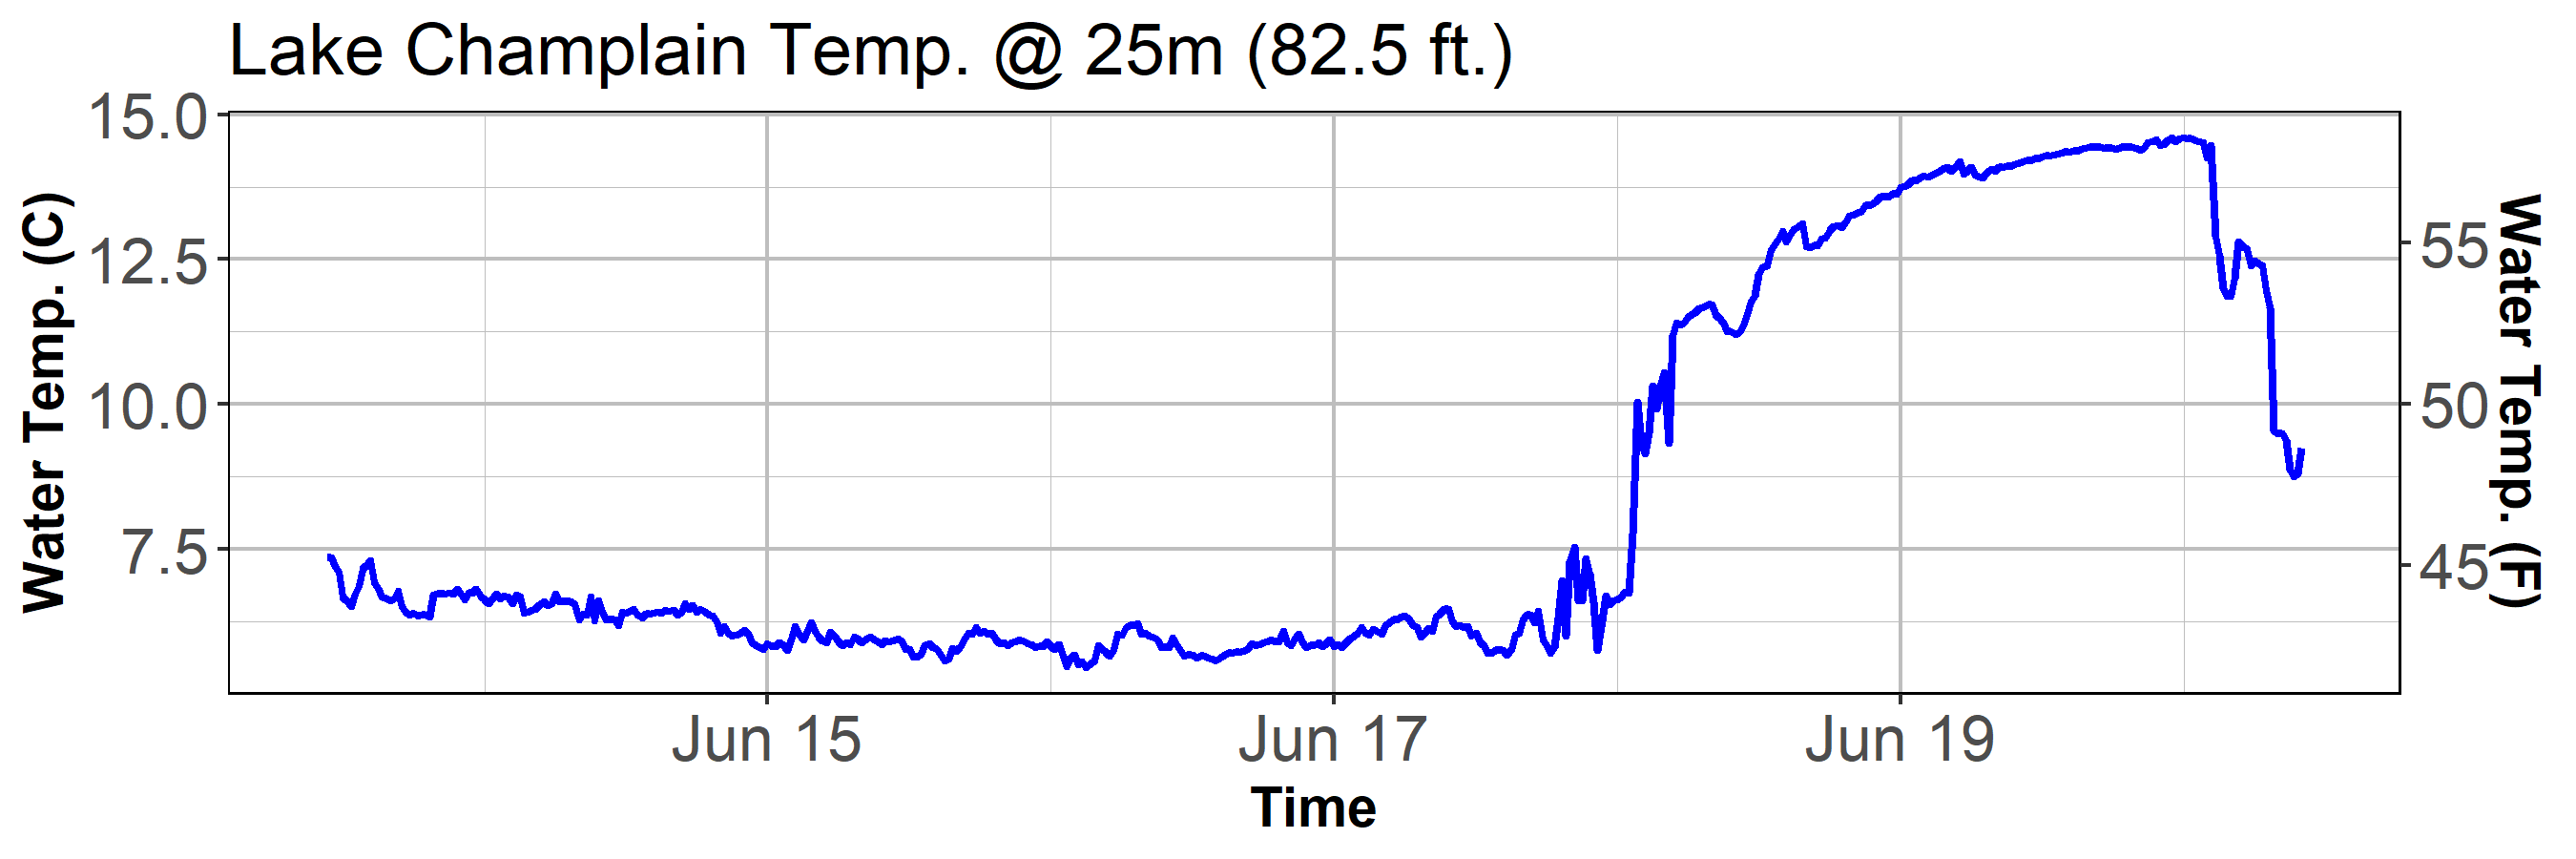 Lake Champlain Temp. @ 25m (82.5 ft.)
Water Temp. (C)
15.0
12.5
10.0
7.5
55
50
45
Water Temp. (F)
Jun 15
Jun 17
Jun 19
Time